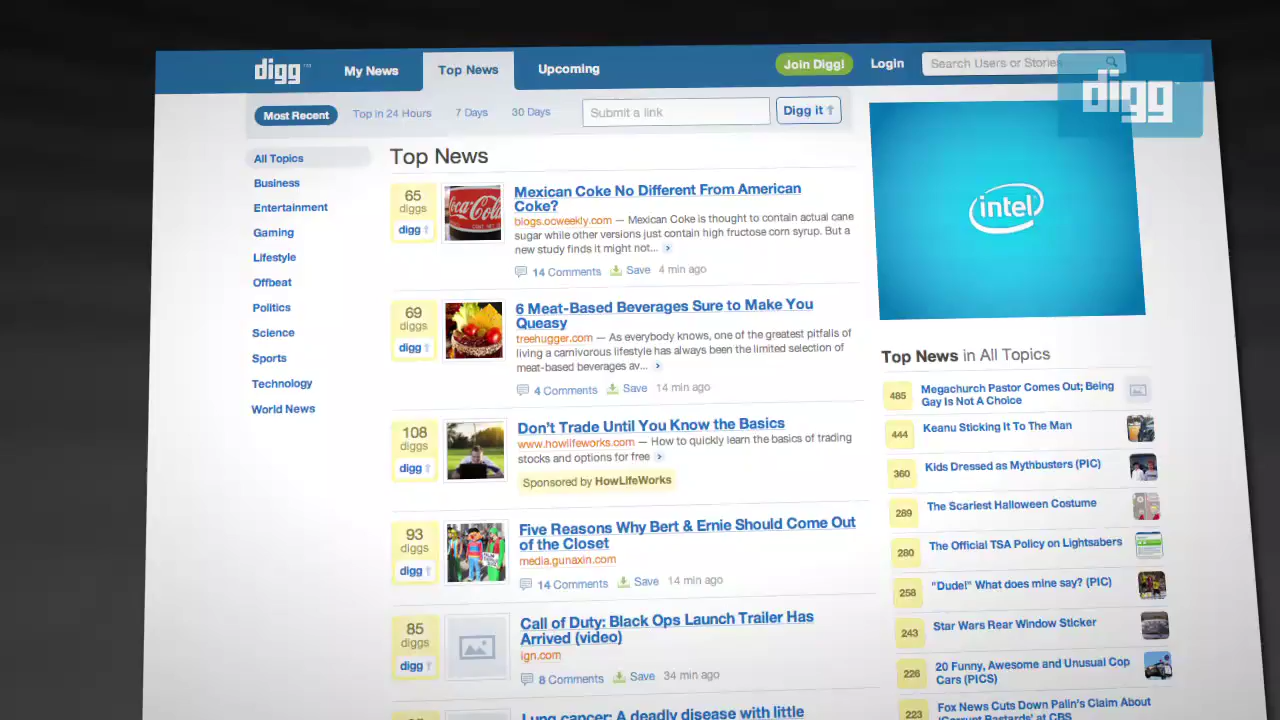 digg
My News
Top News
Upcoming
Join Digg!
Login
Search Users or Stories
digg
Most Recent
Top in 24 Hours
7 Days
30 Days
Submit a link
Digg it
All Topics
Business
Entertainment
Gaming
Lifestyle
Offbeat
Politics
Science
Sports
Technology
World News
Top News
65
diggs
digg
Mexican Coke No Different From American
Coke?
blogs.ocweekly.com — Mexican Coke is thought to contain actual cane
sugar while other versions just contain high fructose corn syrup. But a
new study finds it might not...
14 Comments Save 4 min ago
Coca-Cola
69
diggs
digg
6 Meat-Based Beverages Sure to Make You
Queasy
treehugger.com — As everybody knows, one of the greatest pitfalls of
living a carnivorous lifestyle has always been the limited selection of
meat-based beverages av...
4 Comments Save 14 min ago
108
diggs
digg
Don't Trade Until You Know the Basics
www.howlifeworks.com — How to quickly learn the basics of trading
stocks and options for free
Sponsored by HowLifeWorks
93
diggs
digg
Five Reasons Why Bert & Ernie Should Come Out
of the Closet
media.gunaxin.com
14 Comments Save 14 min ago
85
diggs
digg
Call of Duty: Black Ops Launch Trailer Has
Arrived (video)
ign.com
8 Comments Save 34 min ago
Lung cancer: A deadly disease with little
intel
Top News in All Topics
485
Megachurch Pastor Comes Out; Being
Gay Is Not A Choice
444
Keanu Sticking It To The Man
360
Kids Dressed as Mythbusters (PIC)
289
The Scariest Halloween Costume
280
The Official TSA Policy on Lightsabers
258
"Dude!" What does mine say? (PIC)
243
Star Wars Rear Window Sticker
226
20 Funny, Awesome and Unusual Cop
Cars (PICS)
223
Fox News Cuts Down Palin's Claim About
'Corrupt Bastards' at CBS